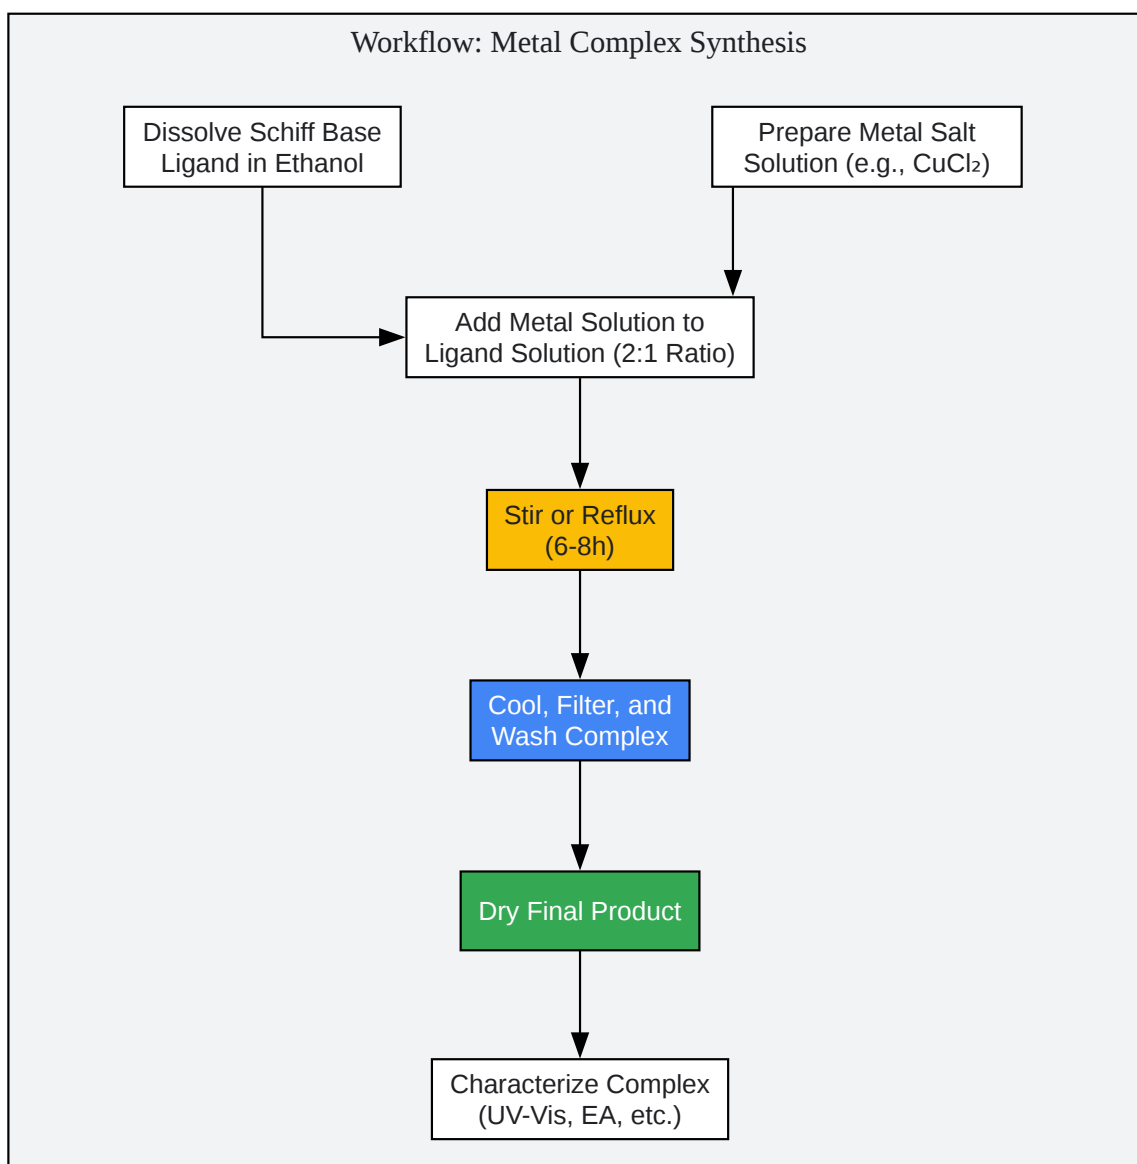 Workflow: Metal Complex Synthesis
Dissolve Schiff Base
Ligand in Ethanol
Prepare Metal Salt
Solution (e.g., CuCl₂)
Add Metal Solution to
Ligand Solution (2:1 Ratio)
Stir or Reflux
(6-8h)
Cool, Filter, and
Wash Complex
Dry Final Product
Characterize Complex
(UV-Vis, EA, etc.)